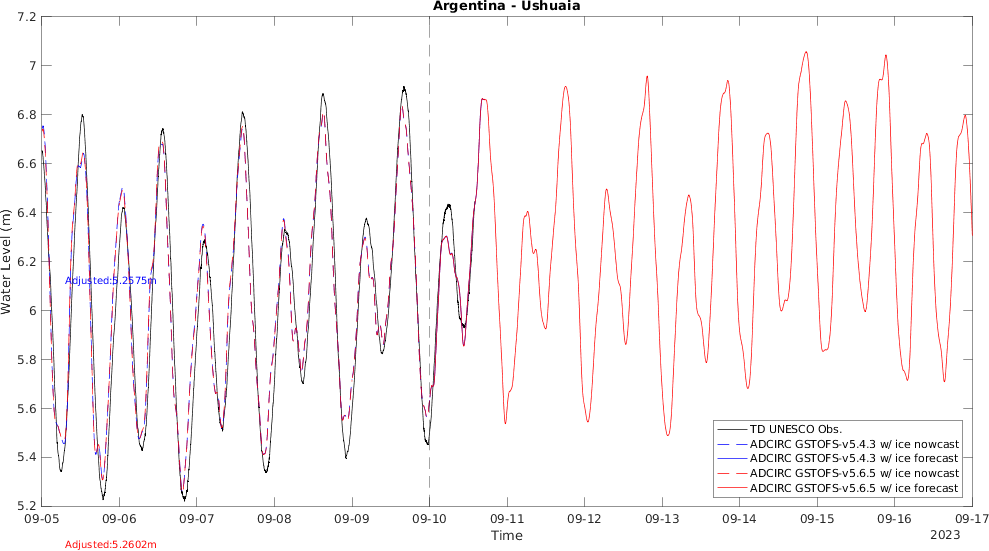 Argentina - Ushuaia
7.2
7
6.8
6.6
6.4
6.2
6
5.8
5.6
5.4
5.2
Water Level (m)
Adjusted:5.2575m
TD UNESCO Obs.
ADCIRC GSTOFS-v5.4.3 w/ ice nowcast
ADCIRC GSTOFS-v5.4.3 w/ ice forecast
ADCIRC GSTOFS-v5.6.5 w/ ice nowcast
ADCIRC GSTOFS-v5.6.5 w/ ice forecast
09-05 09-06 09-07 09-08 09-09 09-10 09-11 09-12 09-13 09-14 09-15 09-16 09-17
Time
2023
Adjusted:5.2602m